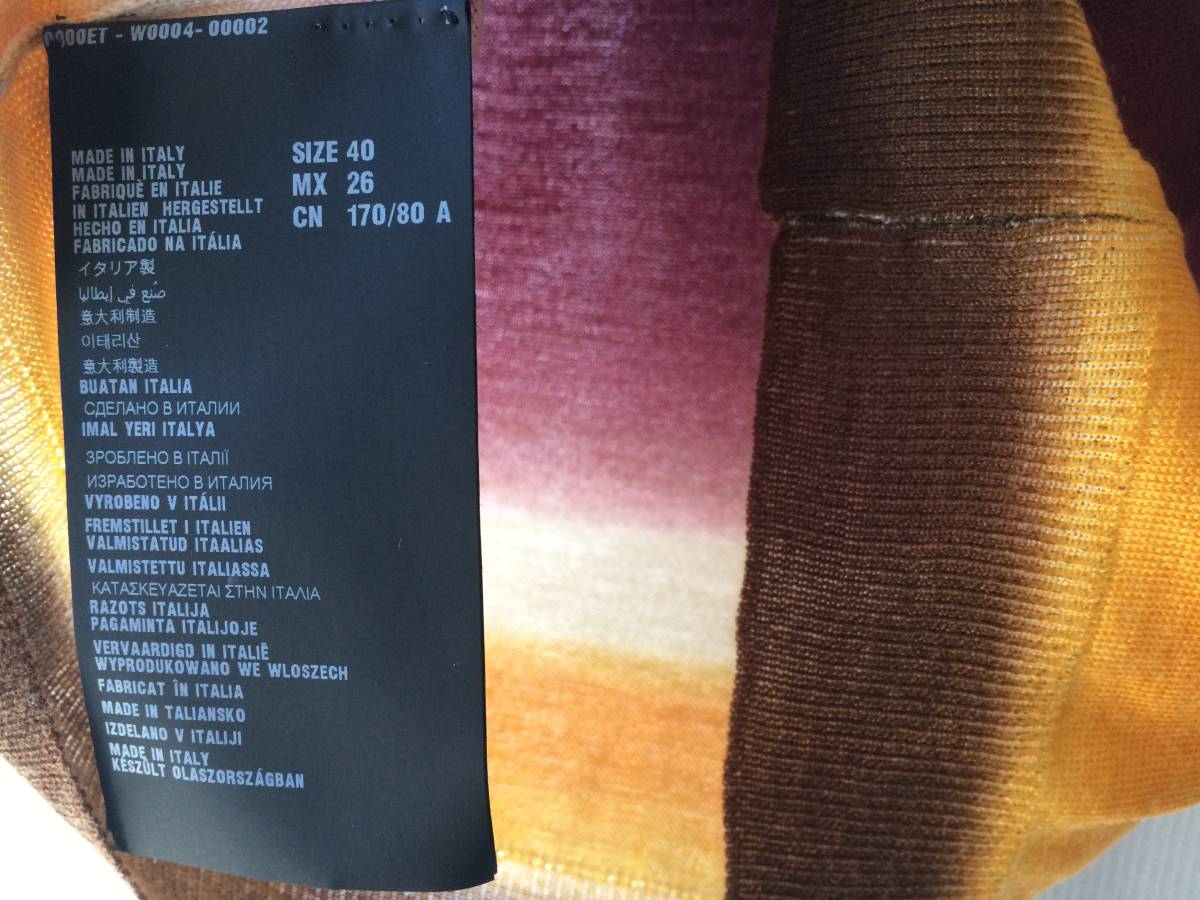 0000ET - W0004- 00002
MADE IN ITALY
MADE IN ITALY
FABRIQUÈ EN ITALIE
IN ITALIEN HERGESTELLT
HECHO EN ITALIA
FABRICADO NA ITÁLIA
イタリア製
صُنع في إيطاليا
意大利制造
이태리산
意大利製造
BUATAN ITALIA
СДЕЛАНО В ИТАЛИИ
IMAL YERI ITALYA
ЗРОБЛЕНО В ІТАЛІЇ
ИЗРАБОТЕНО В ИТАЛИЯ
VYROBENO V ITÁLII
FREMSTILLET I ITALIEN
VALMISTATUD ITAALIAS
VALMISTETTU ITALIASSA
ΚΑΤΑΣΚΕΥΑΖΕΤΑΙ ΣΤΗΝ ΙΤΑΛΙΑ
RAZOTS ITALIJA
PAGAMINTA ITALIJOJE
VERVAARDIGD IN ITALIË
WYPRODUKOWANO WE WLOSZECH
FABRICAT ÎN ITALIA
MADE IN TALIANSKO
IZDELANO V ITALIJI
MADE IN ITALY
KÉSZÜLT OLASZORSZÁGBAN
SIZE 40
MX 26
CN 170/80 A